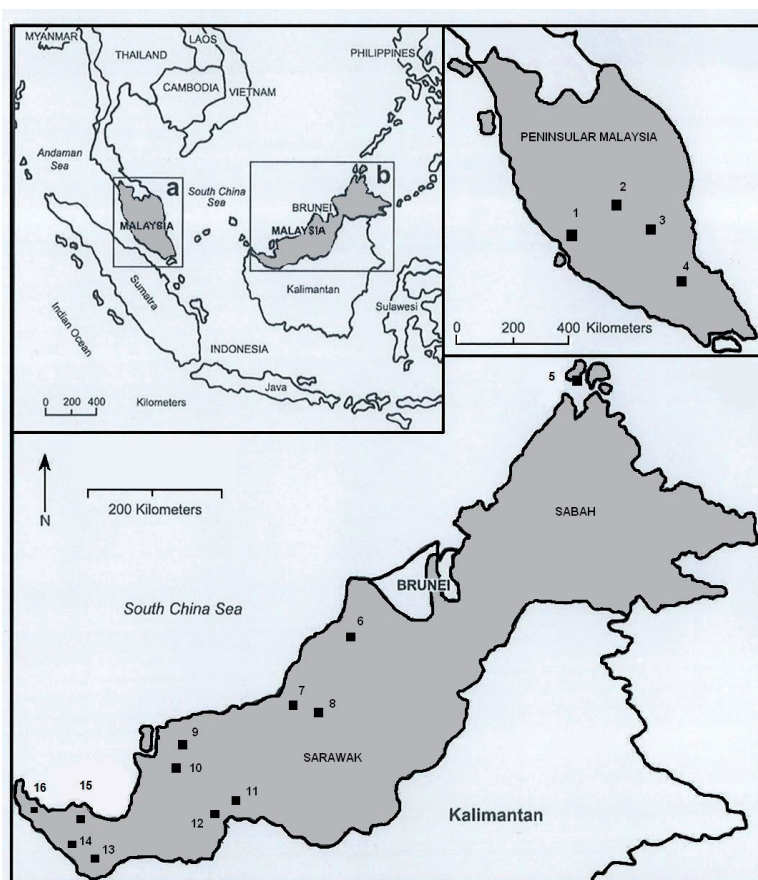 MYANMAR
LAOS
THAILAND
PHILIPPINES
CAMBODIA
VIETNAM
Andaman
Sea
South China
Sea
a
b
BRUNEI
MALAYSIA
MALAYSIA
Sumatra
Kalimantan
Sulawesi
Indian Ocean
INDONESIA
Java
0 200 400 Kilometers
PENINSULAR MALAYSIA
2
1
3
4
0 200 400 Kilometers
5
N
200 Kilometers
SABAH
BRUNEI
South China Sea
6
7
8
9
SARAWAK
10
16
15
11
12
Kalimantan
14
13